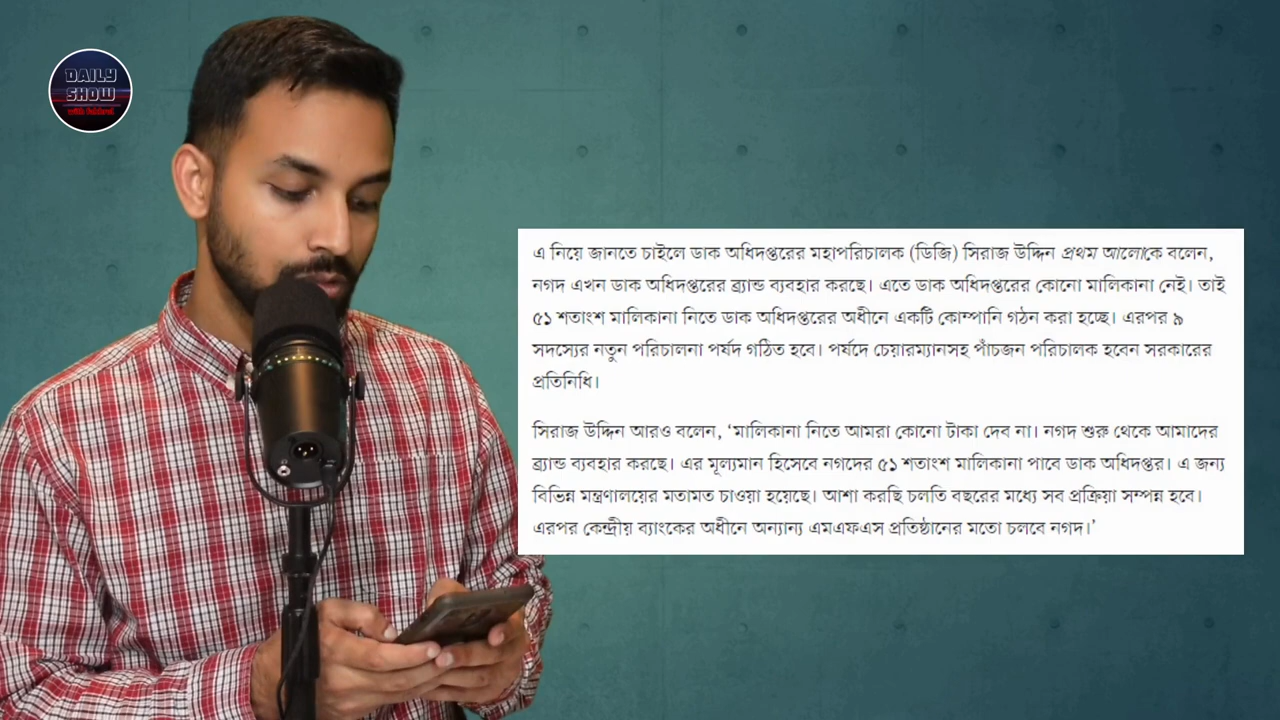 DAILY
SHOW
এ নিয়ে জানতে চাইলে ডাক অধিদপ্তরের মহাপরিচালক (ডিজি) সিরাজ উদ্দিন প্রথম আলোকে বলেন,
নগদ এখন ডাক অধিদপ্তরের ব্র্যান্ড ব্যবহার করছে। এতে ডাক অধিদপ্তরের কোনো মালিকানা নেই। তাই
৫১ শতাংশ মালিকানা নিতে ডাক অধিদপ্তরের অধীনে একটি কোম্পানি গঠন করা হচ্ছে। এরপর ৯
সদস্যের নতুন পরিচালনা পর্ষদ গঠিত হবে। পর্ষদে চেয়ারম্যানসহ পাঁচজন পরিচালক হবেন সরকারের
প্রতিনিধি।
সিরাজ উদ্দিন আরও বলেন, ‘মালিকানা নিতে আমরা কোনো টাকা দেব না। নগদ শুরু থেকে আমাদের
ব্র্যান্ড ব্যবহার করছে। এর মূল্যমান হিসেবে নগদের ৫১ শতাংশ মালিকানা পাবে ডাক অধিদপ্তর। এ জন্য
বিভিন্ন মন্ত্রণালয়ের মতামত চাওয়া হয়েছে। আশা করছি চলতি বছরের মধ্যে সব প্রক্রিয়া সম্পন্ন হবে।
এরপর কেন্দ্রীয় ব্যাংকের অধীনে অন্যান্য এমএফএস প্রতিষ্ঠানের মতো চলবে নগদ।’